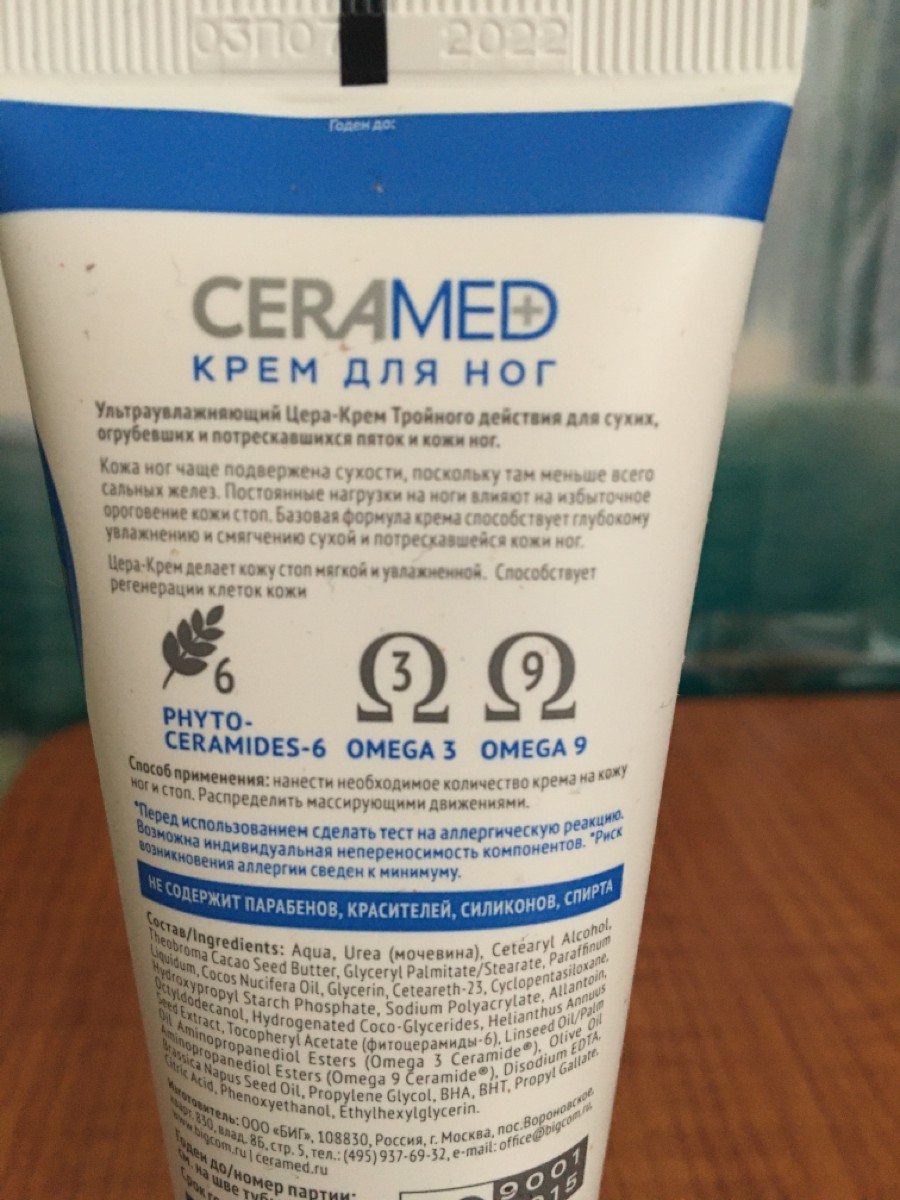 03П07 2022
Годен до:
CERAMED
КРЕМ ДЛЯ НОГ
Ультраувлажняющий Цера-Крем Тройного действия для сухих,
огрубевших и потрескавшихся пяток и кожи ног.
Кожа ног чаще подвержена сухости, поскольку там меньше всего
сальных желез. Постоянные нагрузки на ноги влияют на избыточное
ороговение кожи стоп. Базовая формула крема способствует глубокому
увлажнению и смягчению сухой и потрескавшейся кожи ног.
Цера-Крем делает кожу стоп мягкой и увлажненной. Способствует
регенерации клеток кожи
6 3 9
PHYTO-
CERAMIDES-6 OMEGA 3 OMEGA 9
Способ применения: нанести необходимое количество крема на кожу
ног и стоп. Распределить массирующими движениями.
*Перед использованием сделать тест на аллергическую реакцию.
Возможна индивидуальная непереносимость компонентов. *Риск
возникновения аллергии сведен к минимуму.
НЕ СОДЕРЖИТ ПАРАБЕНОВ, КРАСИТЕЛЕЙ, СИЛИКОНОВ, СПИРТА
Состав/Ingredients: Aqua, Urea (мочевина), Cetearyl Alcohol,
Theobroma Cacao Seed Butter, Glyceryl Palmitate/Stearate, Paraffinum
Liquidum, Cocos Nucifera Oil, Glycerin, Ceteareth-23, Cyclopentasiloxane,
Hydroxypropyl Starch Phosphate, Sodium Polyacrylate, Allantoin,
Octyldodecanol, Hydrogenated Coco-Glycerides, Helianthus Annuus
Seed Extract, Tocopheryl Acetate (фитоцерамиды-6), Linseed Oil/Palm
Oil Aminopropanediol Esters (Omega 3 Ceramide®), Olive Oil
Aminopropanediol Esters (Omega 9 Ceramide®), Disodium EDTA,
Brassica Napus Seed Oil, Propylene Glycol, BHA, BHT, Propyl Gallate,
Citric Acid, Phenoxyethanol, Ethylhexylglycerin.
Изготовитель: ООО «БИГ», 108830, Россия, г. Москва, пос. Вороновское,
кварт. 830, влад. 8Б, стр. 5, тел.: (495) 937-69-32, e-mail: office@bigcom.ru,
www.bigcom.ru | ceramed.ru
Годен до/номер партии:
см. на шве тубы
Срок
9001